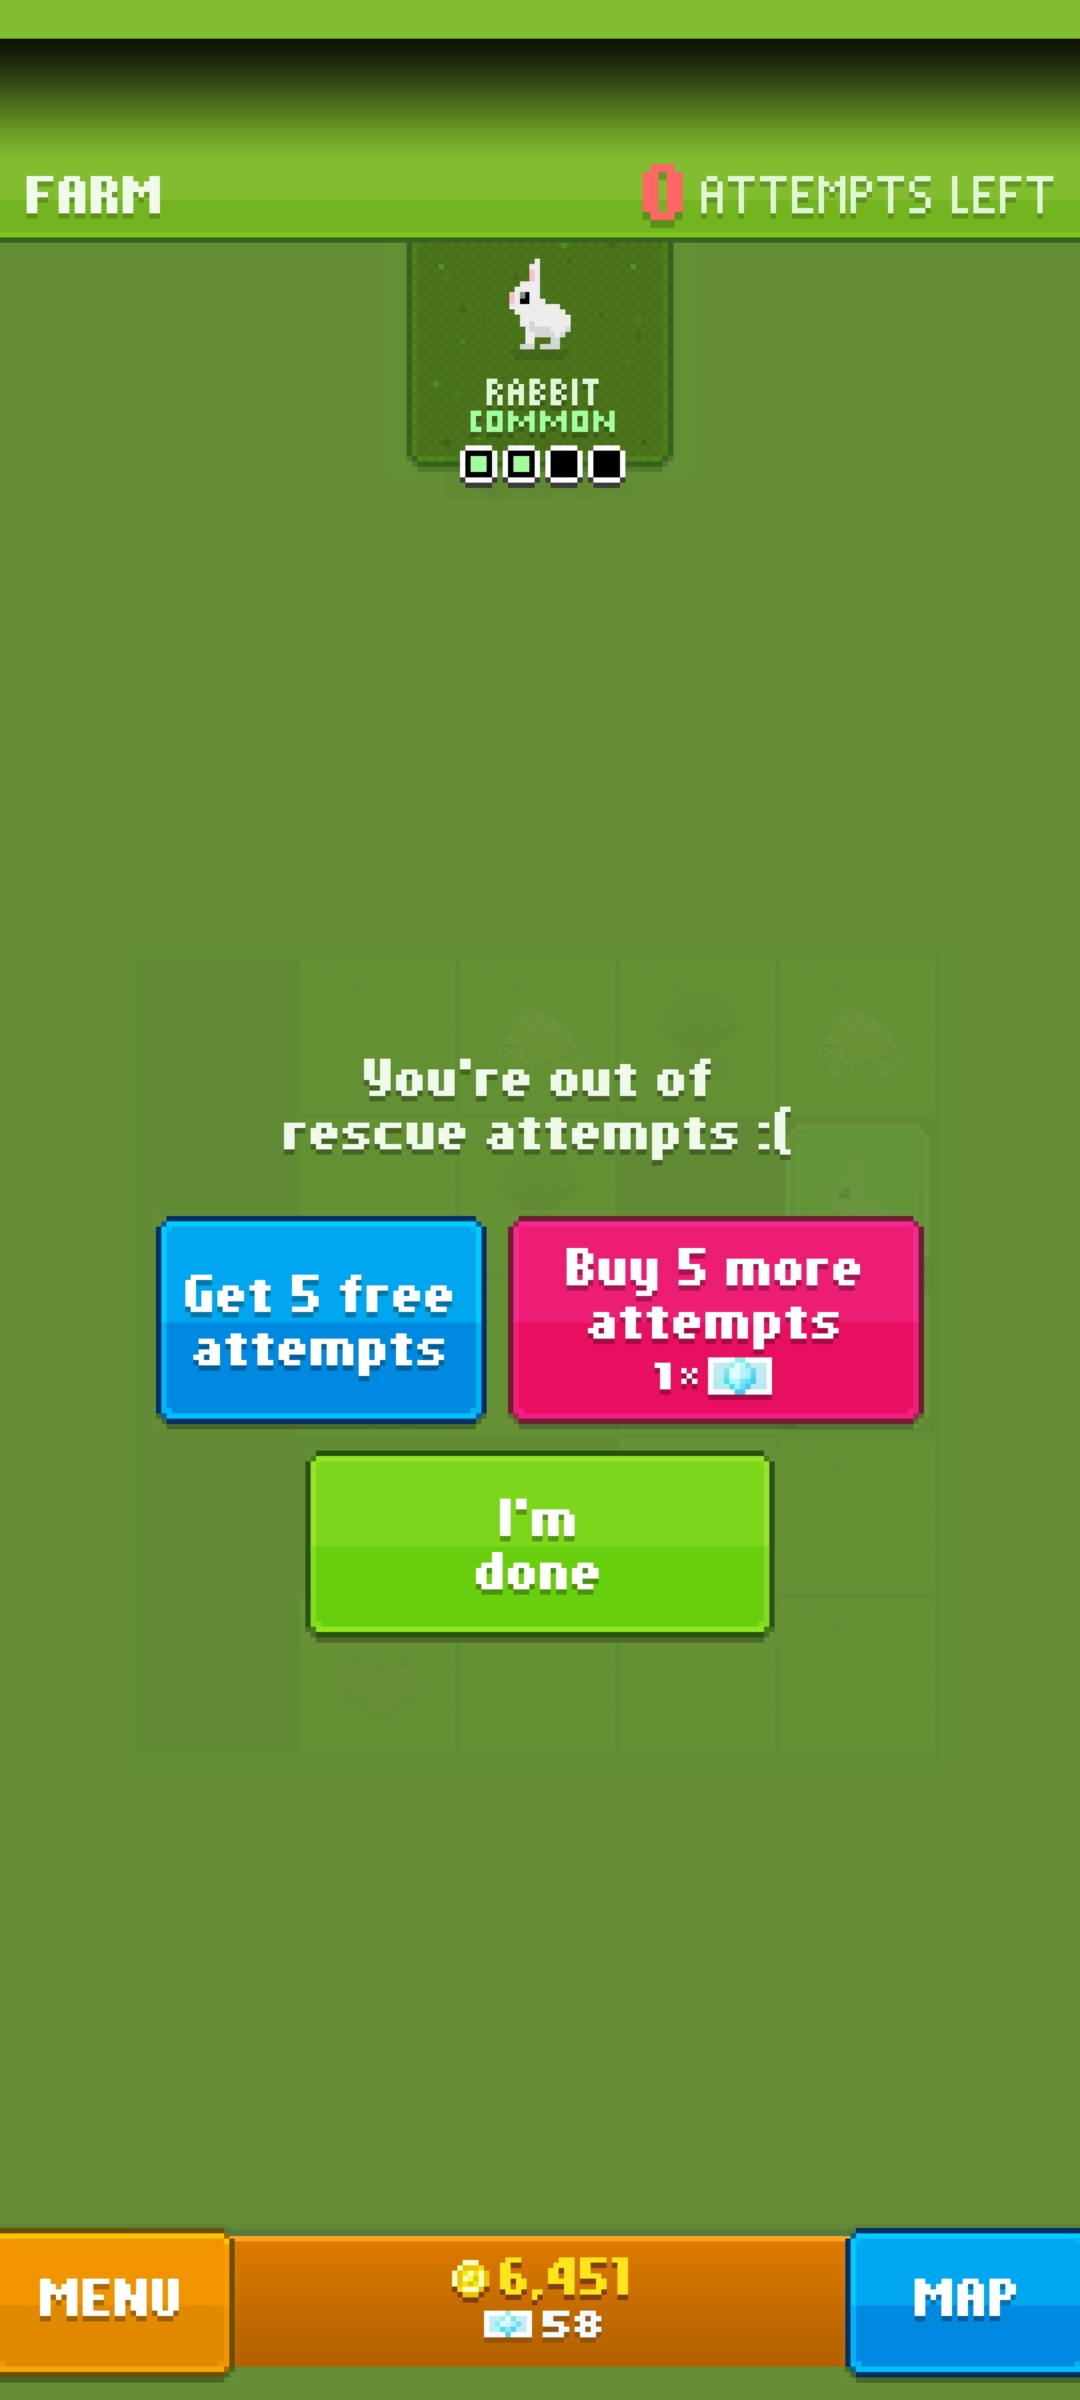 FARM
0 ATTEMPTS LEFT
RABBIT
COMMON
You're out of
rescue attempts :(
Get 5 free
attempts
Buy 5 more
attempts
1×
I'm
done
MENU
6,451
58
MAP